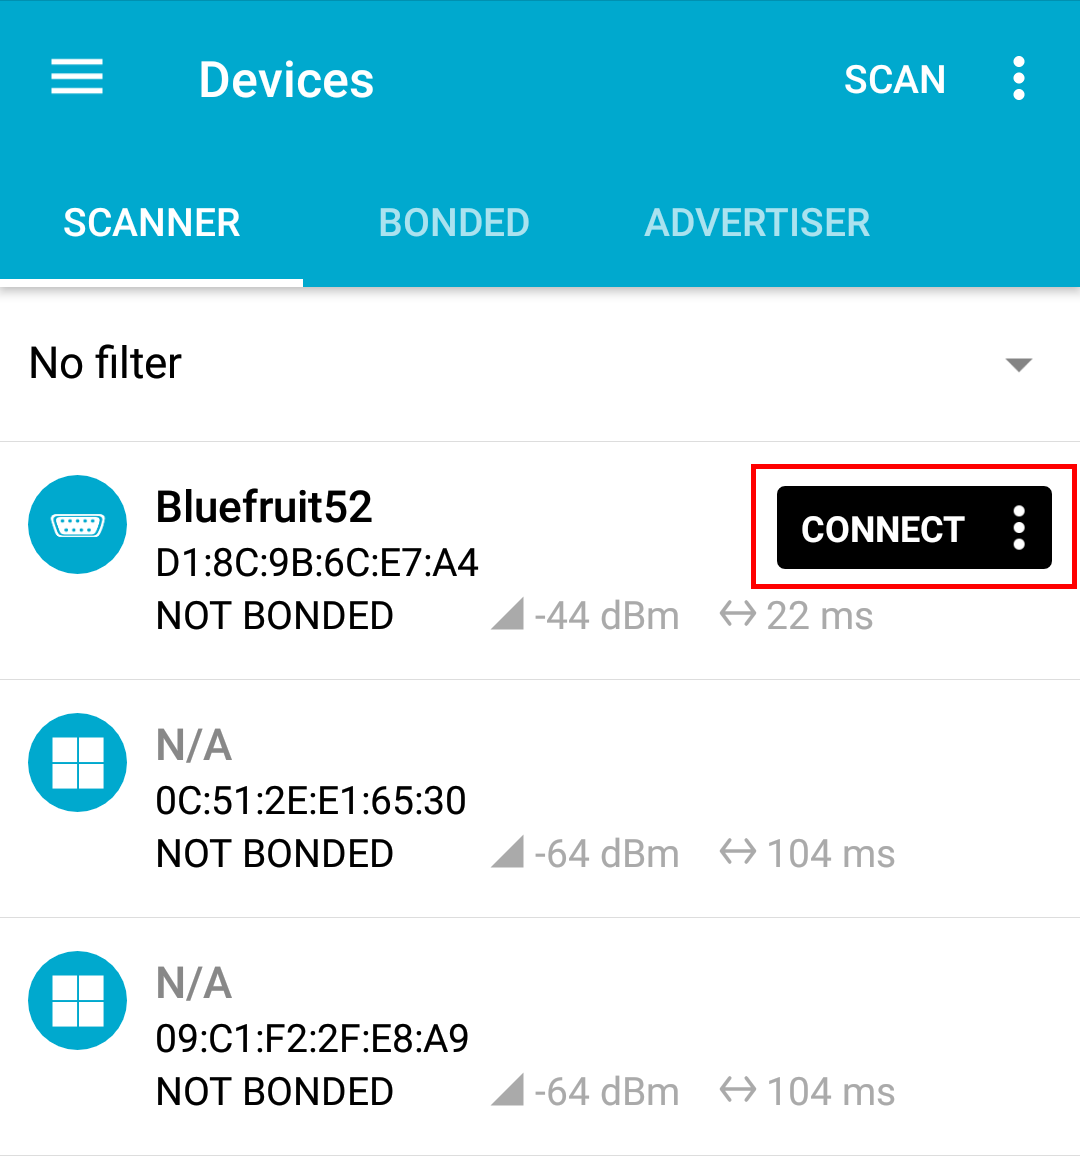 Devices SCAN
SCANNER BONDED ADVERTISER
No filter
Bluefruit52
CONNECT
D1:8C:9B:6C:E7:A4
NOT BONDED -44 dBm 22 ms
N/A
0C:51:2E:E1:65:30
NOT BONDED -64 dBm 104 ms
N/A
09:C1:F2:2F:E8:A9
NOT BONDED -64 dBm 104 ms